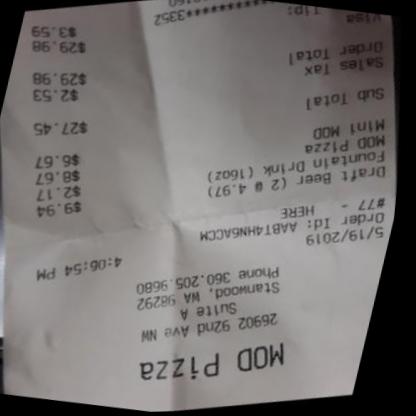 MOD Pizza
26902 92nd Ave NW
Suite A
Stanwood, WA 98292
Phone 360.205.9680
5/19/2019 4:06:54 PM
Order Id: AABT4HN6ACCM
#77 - HERE
Draft Beer (2 @ 4.97) $9.94
Fountain Drink (16oz) $2.17
MOD Pizza $8.67
Mini MOD $6.67
Sub Total $27.45
Sales Tax $2.53
Order Total $29.98
Visa $29.98
***********3352
Tip: $3.59